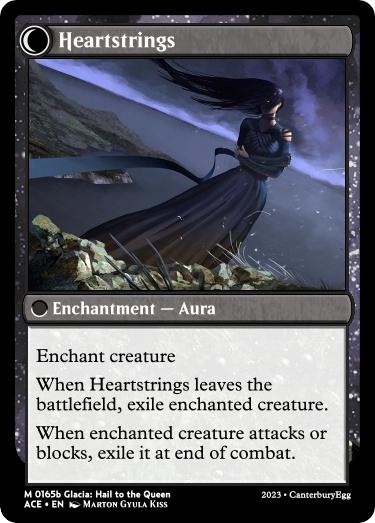 Heartstrings
Enchantment — Aura
Enchant creature
When Heartstrings leaves the
battlefield, exile enchanted creature.
When enchanted creature attacks or
blocks, exile it at end of combat.
M 0165b Glacia: Hail to the Queen
ACE • EN Marton Gyula Kiss
2023 • CanterburyEgg